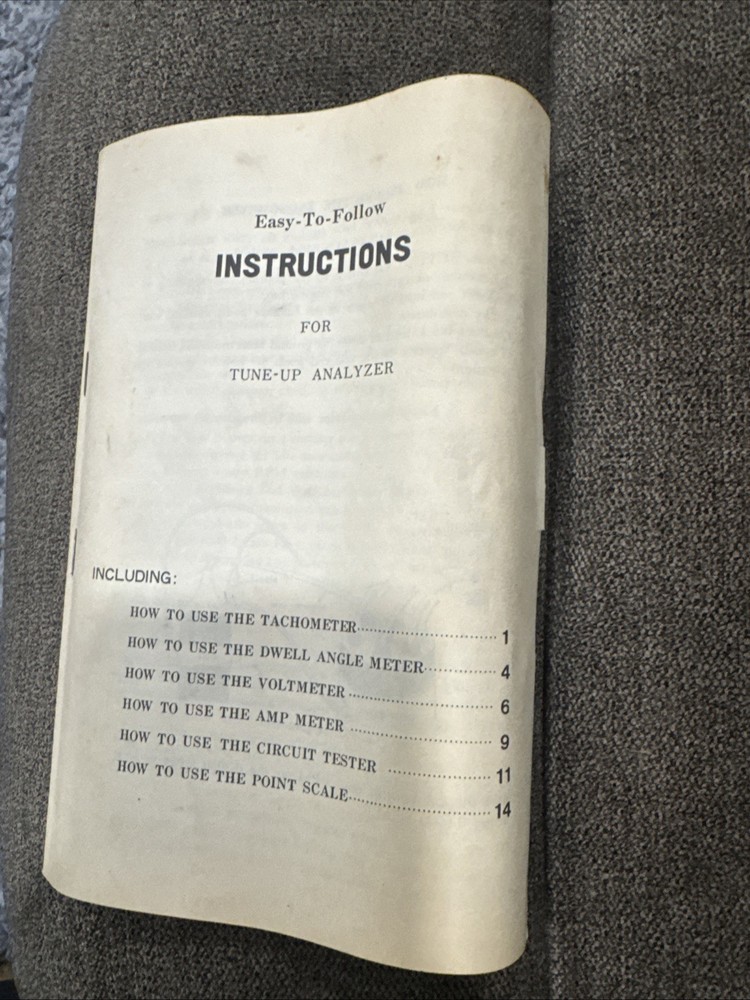 Easy-To-Follow
INSTRUCTIONS
FOR
TUNE-UP ANALYZER
INCLUDING:
HOW TO USE THE TACHOMETER 1
HOW TO USE THE DWELL ANGLE METER 4
HOW TO USE THE VOLTMETER 6
HOW TO USE THE AMP METER 9
HOW TO USE THE CIRCUIT TESTER 11
HOW TO USE THE POINT SCALE 14